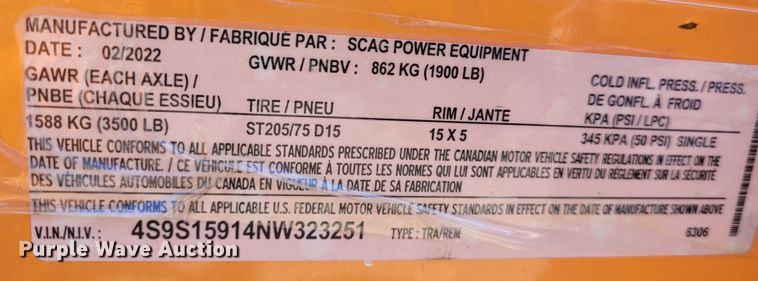 MANUFACTURED BY / FABRIQUÉ PAR : SCAG POWER EQUIPMENT
DATE : 02/2022
GVWR / PNBV : 862 KG (1900 LB)
GAWR (EACH AXLE) /
PNBE (CHAQUE ESSIEU)
TIRE / PNEU
RIM / JANTE
COLD INFL. PRESS. / PRESS.
DE GONFL. À FROID
KPA (PSI / LPC)
1588 KG (3500 LB) ST205/75 D15 15 X 5 345 KPA (50 PSI) SINGLE
THIS VEHICLE CONFORMS TO ALL APPLICABLE STANDARDS PRESCRIBED UNDER THE CANADIAN MOTOR VEHICLE SAFETY REGULATIONS IN EFFECT ON THE
DATE OF MANUFACTURE. / CE VÉHICULE EST CONFORME À TOUTES LES NORMES QUI LUI SONT APPLICABLES EN VERTU DU RÈGLEMENT SUR LA SÉCURITÉ
DES VÉHICULES AUTOMOBILES DU CANADA EN VIGUEUR À LA DATE DE SA FABRICATION
THIS VEHICLE CONFORMS TO ALL APPLICABLE U.S. FEDERAL MOTOR VEHICLE SAFETY STANDARDS IN EFFECT ON THE DATE OF MANUFACTURE SHOWN ABOVE
V.I.N./N.I.V. : 4S9S15914NW323251 TYPE : TRA/REM 6306
Purple Wave Auction